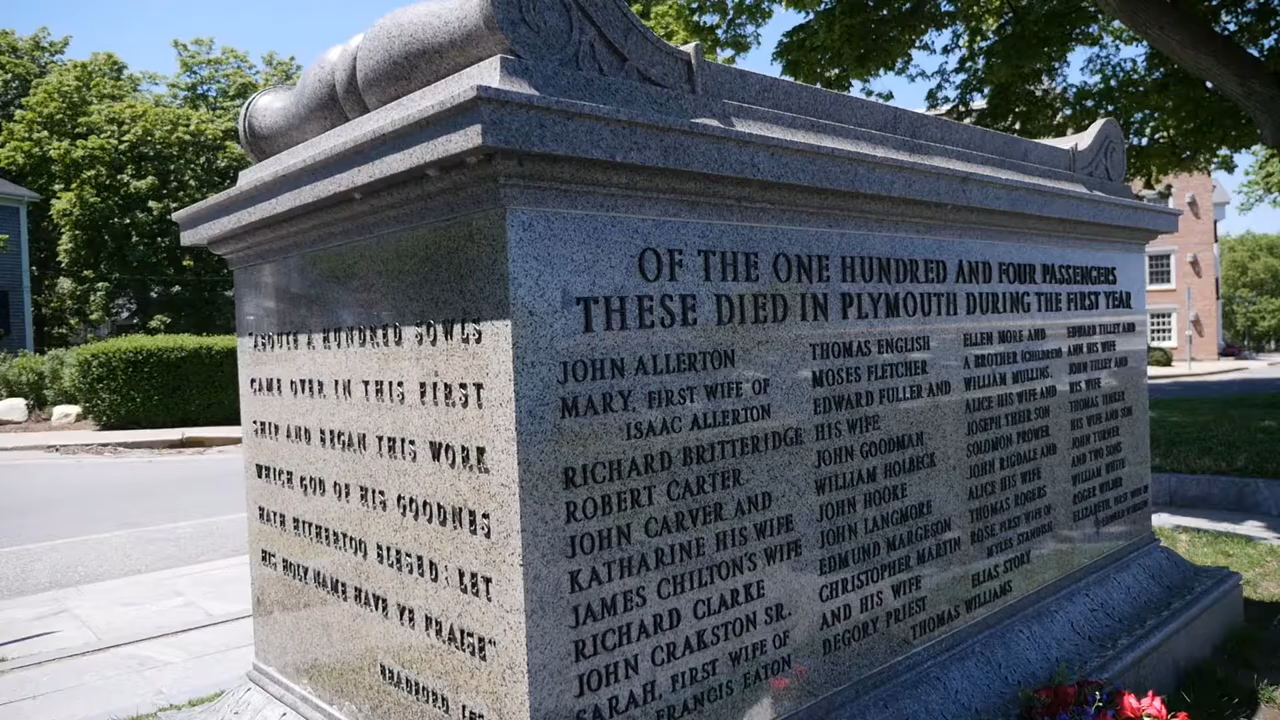 "ABOUTE A HUNDRED SOWLS
CAME OVER IN THIS FIRST
SHIP AND BEGAN THIS WORK
WHICH GOD OF HIS GOODNES
HATH HITHERTOO BLESED: LET
HIS HOLY NAME HAVE YE PRAISE"
BRADFORD
OF THE ONE HUNDRED AND FOUR PASSENGERS
THESE DIED IN PLYMOUTH DURING THE FIRST YEAR
JOHN ALLERTON
MARY, FIRST WIFE OF
ISAAC ALLERTON
RICHARD BRITTERIDGE
ROBERT CARTER
JOHN CARVER AND
KATHARINE HIS WIFE
JAMES CHILTON'S WIFE
RICHARD CLARKE
JOHN CRAKSTON SR.
SARAH, FIRST WIFE OF
FRANCIS EATON
THOMAS ENGLISH
MOSES FLETCHER
EDWARD FULLER AND
HIS WIFE
JOHN GOODMAN
WILLIAM HOLBECK
JOHN HOOKE
JOHN LANGMORE
EDMUND MARGESON
CHRISTOPHER MARTIN
AND HIS WIFE
DEGORY PRIEST
ELLEN MORE AND
A BROTHER (CHILDREN)
WILLIAM MULLINS,
ALICE HIS WIFE AND
JOSEPH THEIR SON
SOLOMON PROWER
JOHN RIGDALE AND
ALICE HIS WIFE
THOMAS ROGERS
ROSE, FIRST WIFE OF
MYLES STANDISH
ELIAS STORY
THOMAS WILLIAMS
EDWARD TILLEY AND
ANN HIS WIFE
JOHN TILLEY AND
HIS WIFE
THOMAS TINKER
HIS WIFE AND SON
JOHN TURNER
AND TWO SONS
WILLIAM WHITE
ROGER WILDER
ELIZABETH, FIRST WIFE OF
EDWARD WINSLOW